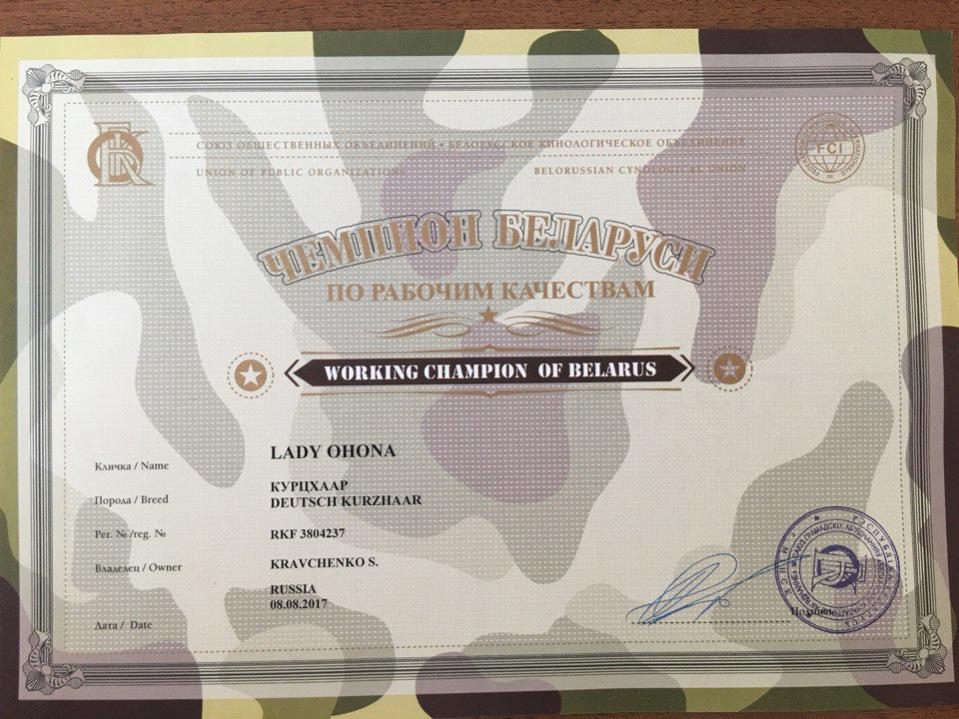 СОЮЗ ОБЩЕСТВЕННЫХ ОБЪЕДИНЕНИЙ • БЕЛОРУССКОЕ КИНОЛОГИЧЕСКОЕ ОБЪЕДИНЕНИЕ
UNION OF PUBLIC ORGANIZATIONS BELORUSSIAN CYNOLOGICAL UNION
FCI
ЧЕМПИОН БЕЛАРУСИ
ПО РАБОЧИМ КАЧЕСТВАМ
WORKING CHAMPION OF BELARUS
Кличка / Name LADY OHONA
Порода / Breed КУРЦХААР
DEUTSCH KURZHAAR
Рег. № /reg. № RKF 3804237
Владелец / Owner KRAVCHENKO S.
RUSSIA
08.08.2017
Дата / Date